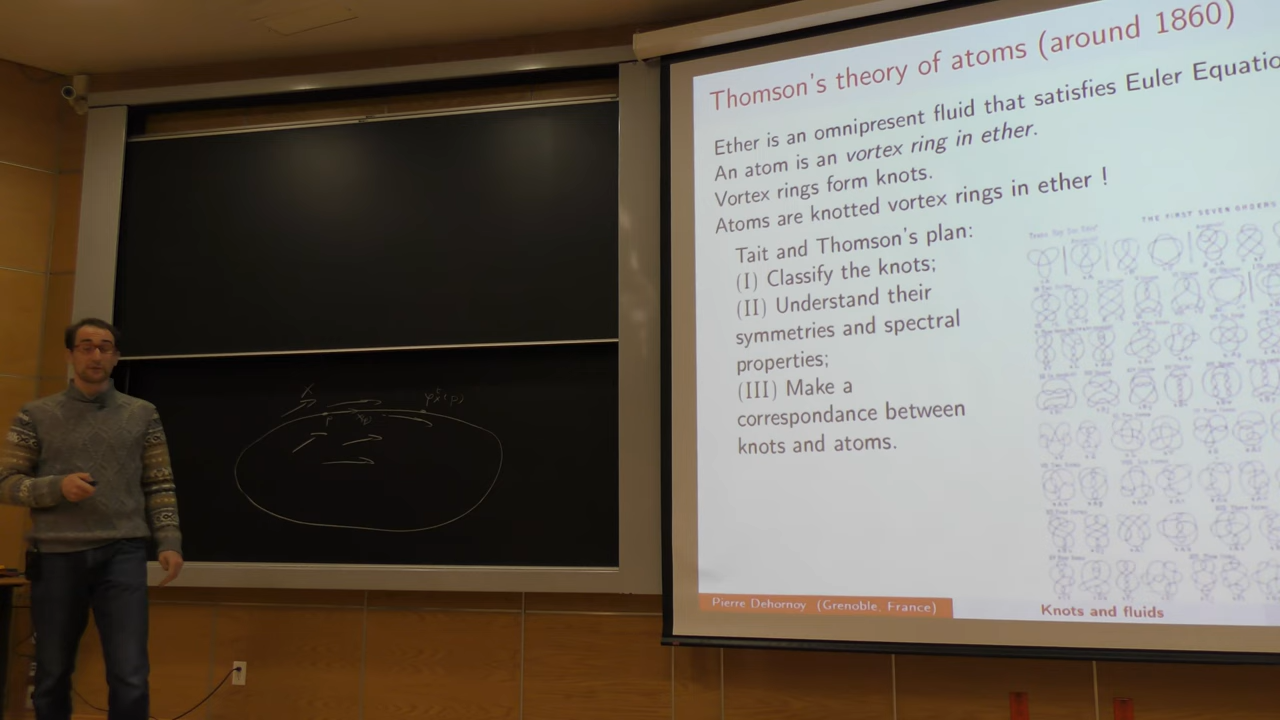 Thomson's theory of atoms (around 1860)
Ether is an omnipresent fluid that satisfies Euler Equatio
An atom is an vortex ring in ether.
Vortex rings form knots.
Atoms are knotted vortex rings in ether !
Tait and Thomson's plan:
(I) Classify the knots;
(II) Understand their
symmetries and spectral
properties;
(III) Make a
correspondance between
knots and atoms.
THE FIRST SEVEN ORDERS
Pierre Dehornoy (Grenoble, France)
Knots and fluids
X
P